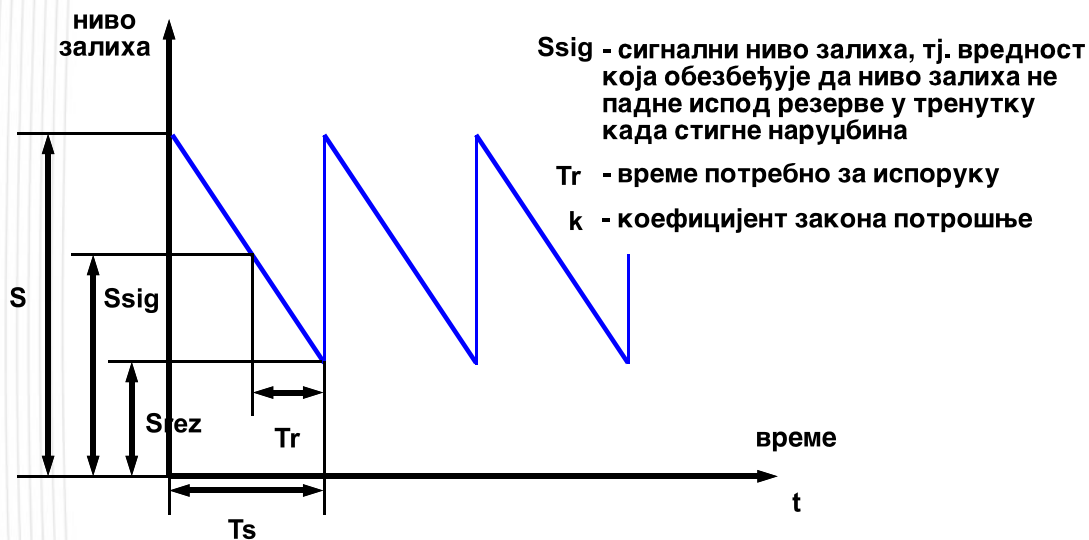 ниво
залиха
Ssig - сигнални ниво залиха, тј. вредност
која обезбеђује да ниво залиха не
падне испод резерве у тренутку
када стигне наруџбина
Tr - време потребно за испоруку
k - коефицијент закона потрошње
S
Ssig
Srez
Tr
време
t
Ts